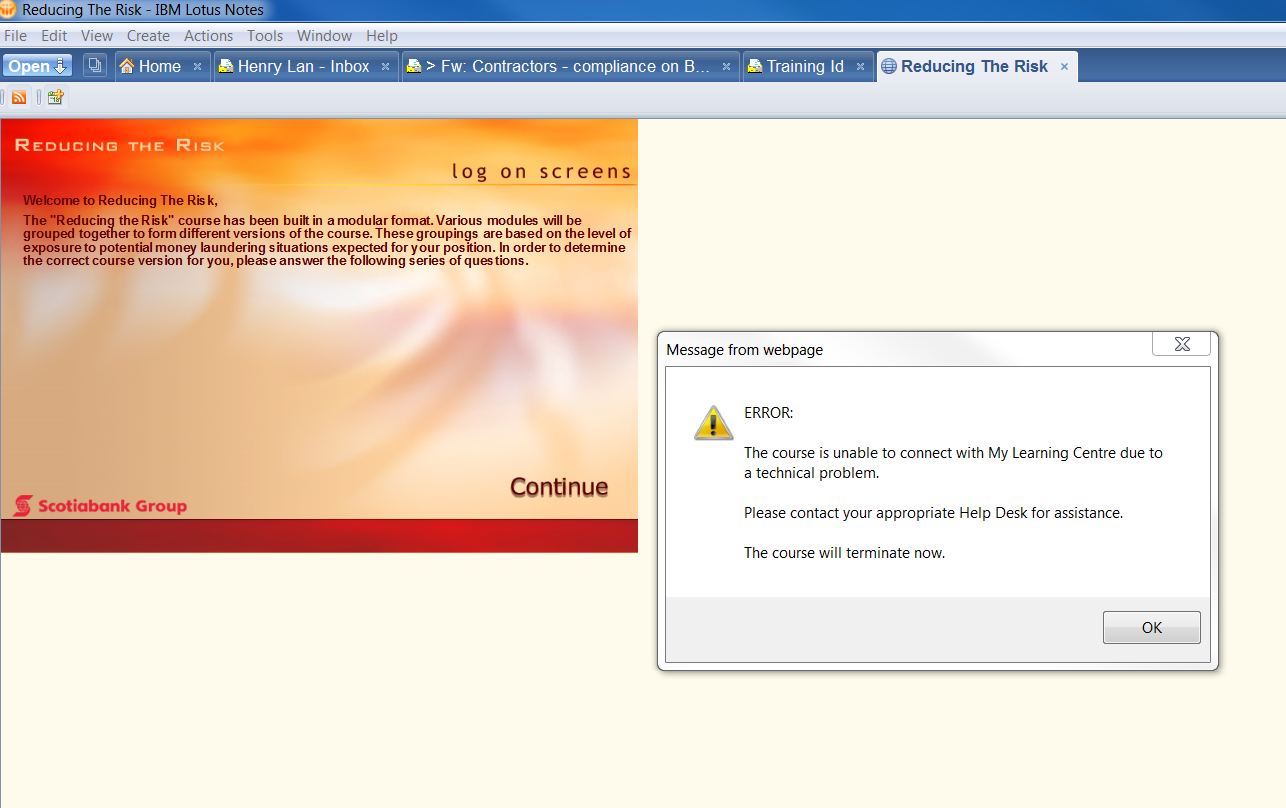 Reducing The Risk - IBM Lotus Notes
File Edit View Create Actions Tools Window Help
Open Home Henry Lan - Inbox > Fw: Contractors - compliance on B... Training Id Reducing The Risk
REDUCING THE RISK
log on screens
Welcome to Reducing The Risk,
The "Reducing the Risk" course has been built in a modular format. Various modules will be
grouped together to form different versions of the course. These groupings are based on the level of
exposure to potential money laundering situations expected for your position. In order to determine
the correct course version for you, please answer the following series of questions.
Continue
Scotiabank Group
Message from webpage
ERROR:
The course is unable to connect with My Learning Centre due to
a technical problem.
Please contact your appropriate Help Desk for assistance.
The course will terminate now.
OK